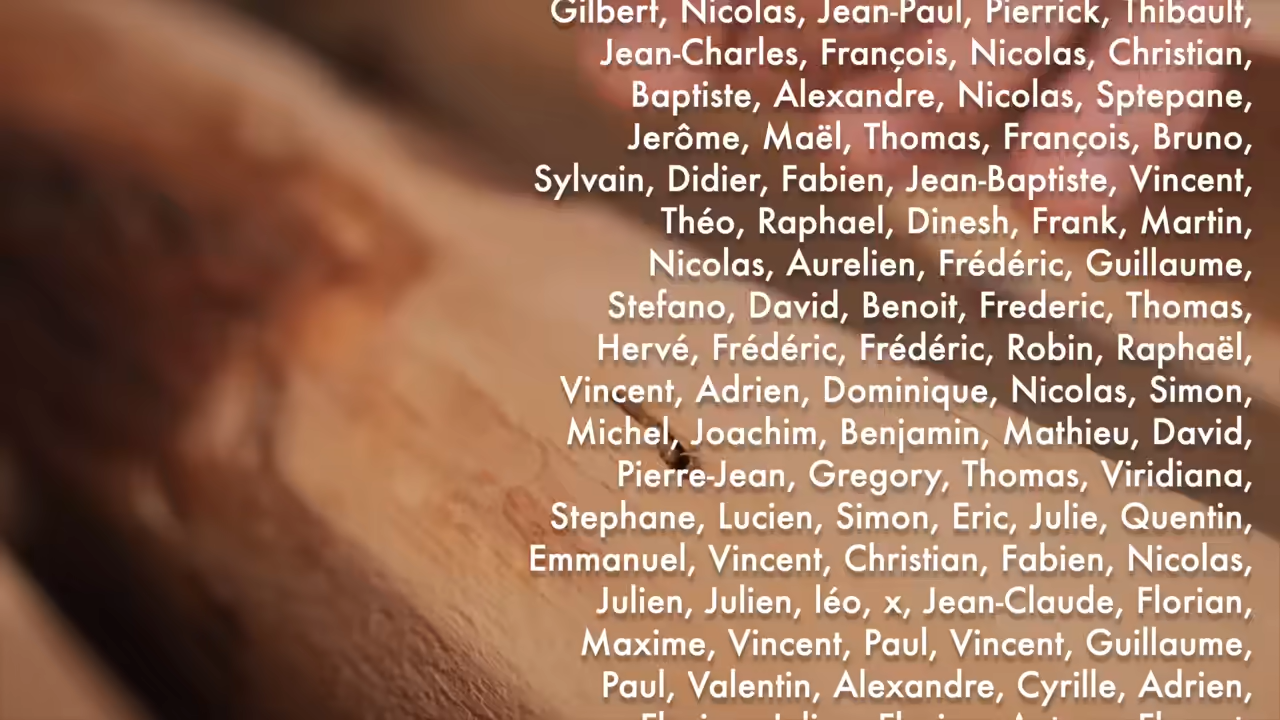 Gilbert, Nicolas, Jean-Paul, Pierrick, Thibault,
Jean-Charles, François, Nicolas, Christian,
Baptiste, Alexandre, Nicolas, Sptepane,
Jerôme, Maël, Thomas, François, Bruno,
Sylvain, Didier, Fabien, Jean-Baptiste, Vincent,
Théo, Raphael, Dinesh, Frank, Martin,
Nicolas, Aurelien, Frédéric, Guillaume,
Stefano, David, Benoit, Frederic, Thomas,
Hervé, Frédéric, Frédéric, Robin, Raphaël,
Vincent, Adrien, Dominique, Nicolas, Simon,
Michel, Joachim, Benjamin, Mathieu, David,
Pierre-Jean, Gregory, Thomas, Viridiana,
Stephane, Lucien, Simon, Eric, Julie, Quentin,
Emmanuel, Vincent, Christian, Fabien, Nicolas,
Julien, Julien, léo, x, Jean-Claude, Florian,
Maxime, Vincent, Paul, Vincent, Guillaume,
Paul, Valentin, Alexandre, Cyrille, Adrien,